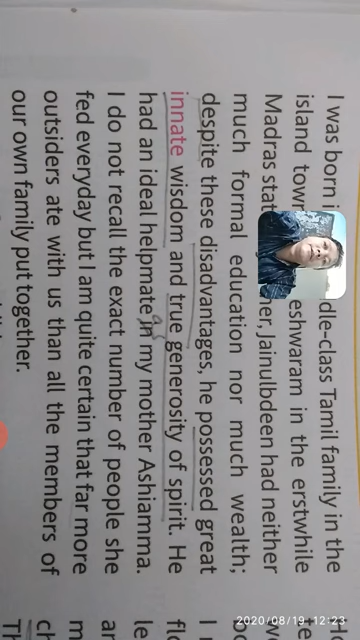 I was born i dle-class Tamil family in the
island town eshwaram in the erstwhile
Madras stat her, Jainulbdeen had neither
much formal education nor much wealth;
despite these disadvantages, he possessed great
innate wisdom and true generosity of spirit. He
had an ideal helpmate in my mother Ashiamma.
I do not recall the exact number of people she
fed everyday but I am quite certain that far more
outsiders ate with us than all the members of
our own family put together.
2020/08/19 12:23